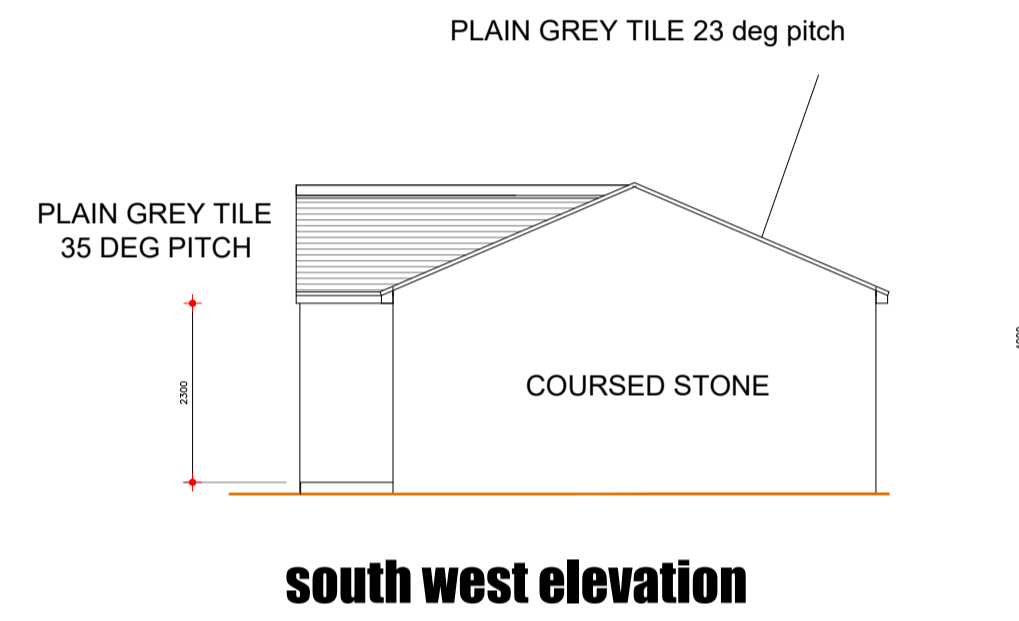 PLAIN GREY TILE 23 deg pitch
PLAIN GREY TILE
35 DEG PITCH
2300
COURSED STONE
south west elevation